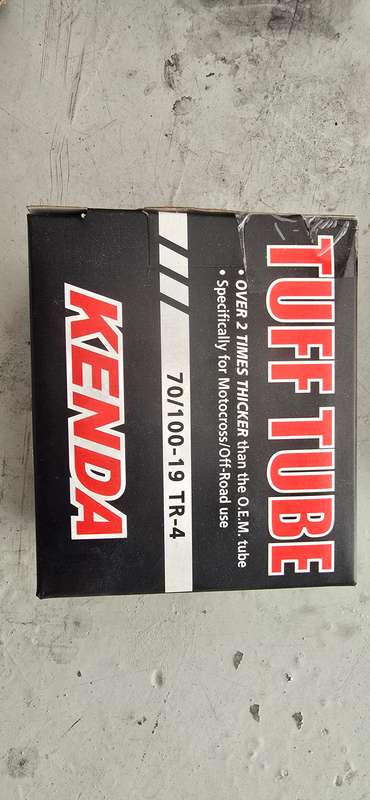 TUFF TUBE
• OVER 2 TIMES THICKER than the O.E.M. tube
• Specifically for Motocross/Off-Road use
70/100-19 TR-4
KENDA